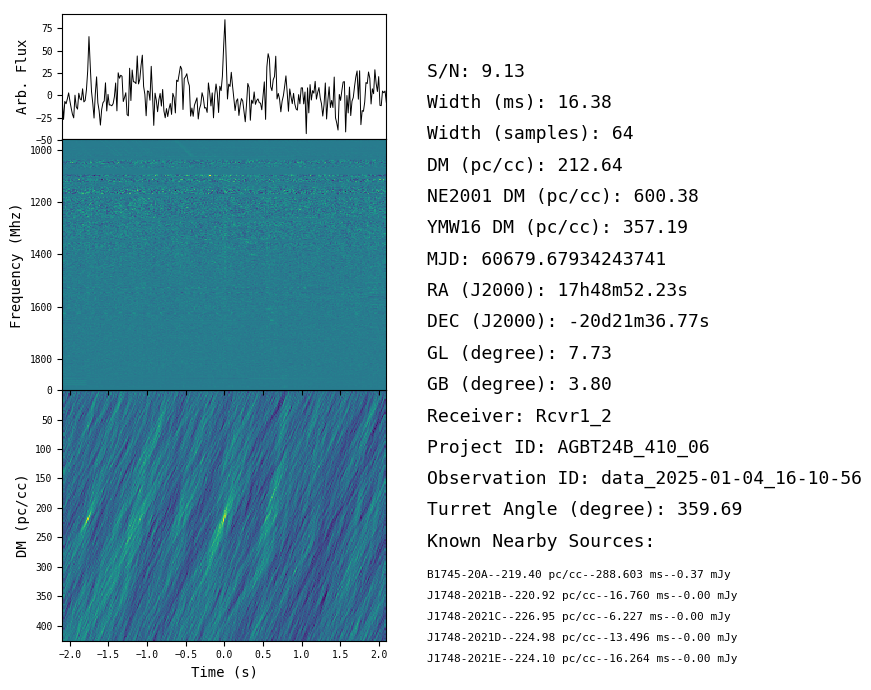 75
50
25
0
−25
−50
Arb. Flux
1000
1200
1400
1600
1800
Frequency (Mhz)
0
50
100
150
200
250
300
350
400
DM (pc/cc)
−2.0 −1.5 −1.0 −0.5 0.0 0.5 1.0 1.5 2.0
Time (s)
S/N: 9.13
Width (ms): 16.38
Width (samples): 64
DM (pc/cc): 212.64
NE2001 DM (pc/cc): 600.38
YMW16 DM (pc/cc): 357.19
MJD: 60679.67934243741
RA (J2000): 17h48m52.23s
DEC (J2000): -20d21m36.77s
GL (degree): 7.73
GB (degree): 3.80
Receiver: Rcvr1_2
Project ID: AGBT24B_410_06
Observation ID: data_2025-01-04_16-10-56
Turret Angle (degree): 359.69
Known Nearby Sources:
B1745-20A--219.40 pc/cc--288.603 ms--0.37 mJy
J1748-2021B--220.92 pc/cc--16.760 ms--0.00 mJy
J1748-2021C--226.95 pc/cc--6.227 ms--0.00 mJy
J1748-2021D--224.98 pc/cc--13.496 ms--0.00 mJy
J1748-2021E--224.10 pc/cc--16.264 ms--0.00 mJy